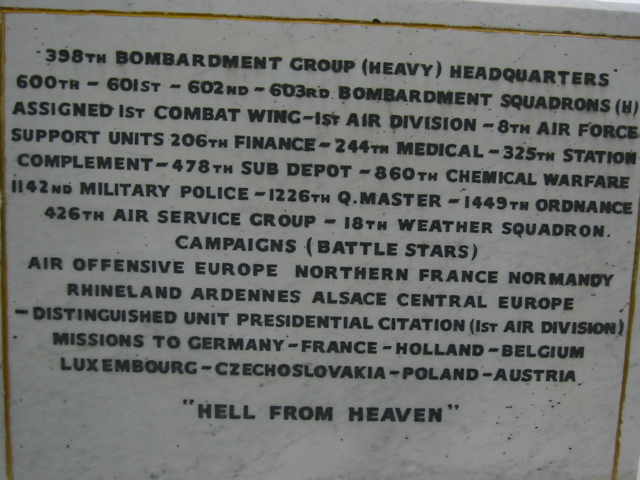 398TH BOMBARDMENT GROUP (HEAVY) HEADQUARTERS
600TH - 601ST - 602ND - 603RD BOMBARDMENT SQUADRONS (H)
ASSIGNED 1ST COMBAT WING-1ST AIR DIVISION - 8TH AIR FORCE
SUPPORT UNITS 206TH FINANCE-244TH MEDICAL-325TH STATION
COMPLEMENT-478TH SUB DEPOT-860TH CHEMICAL WARFARE
1142ND MILITARY POLICE-1226TH Q.MASTER-1449TH ORDNANCE
426TH AIR SERVICE GROUP - 18TH WEATHER SQUADRON.
CAMPAIGNS (BATTLE STARS)
AIR OFFENSIVE EUROPE NORTHERN FRANCE NORMANDY
RHINELAND ARDENNES ALSACE CENTRAL EUROPE
-DISTINGUISHED UNIT PRESIDENTIAL CITATION (1ST AIR DIVISION)
MISSIONS TO GERMANY-FRANCE-HOLLAND-BELGIUM
LUXEMBOURG-CZECHOSLOVAKIA-POLAND-AUSTRIA
"HELL FROM HEAVEN"